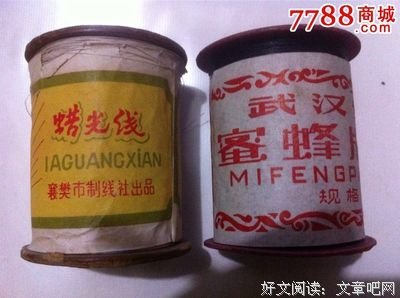 7788商城
.com
蜡光线
IAGUANGXIAN
襄樊市制线社出品
武汉
蜜蜂牌
MIFENGP
规格
好文阅读：文章吧网